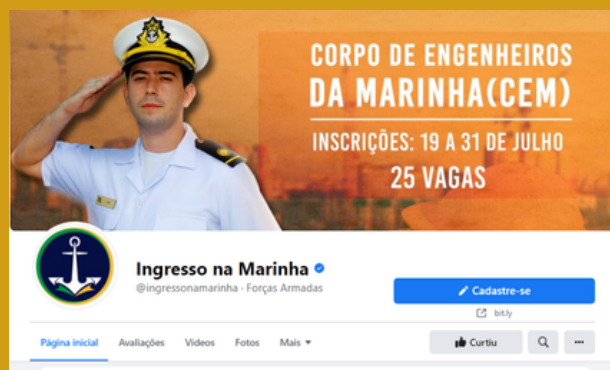 CORPO DE ENGENHEIROS
DA MARINHA(CEM)
INSCRIÇÕES: 19 A 31 DE JULHO
25 VAGAS
Ingresso na Marinha
@ingressonamarinha · Forças Armadas
Cadastre-se
bit.ly
Página inicial Avaliações Vídeos Fotos Mais Curtiu